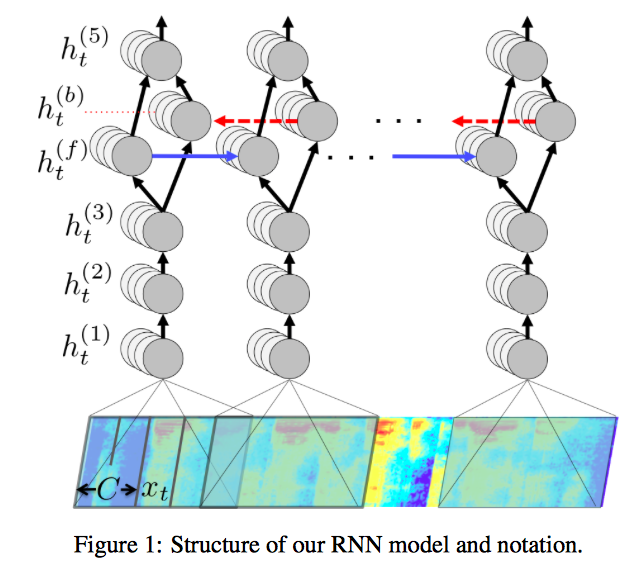 h_t^{(5)}
h_t^{(b)}
h_t^{(f)}
h_t^{(3)}
h_t^{(2)}
h_t^{(1)}
C x_t
Figure 1: Structure of our RNN model and notation.